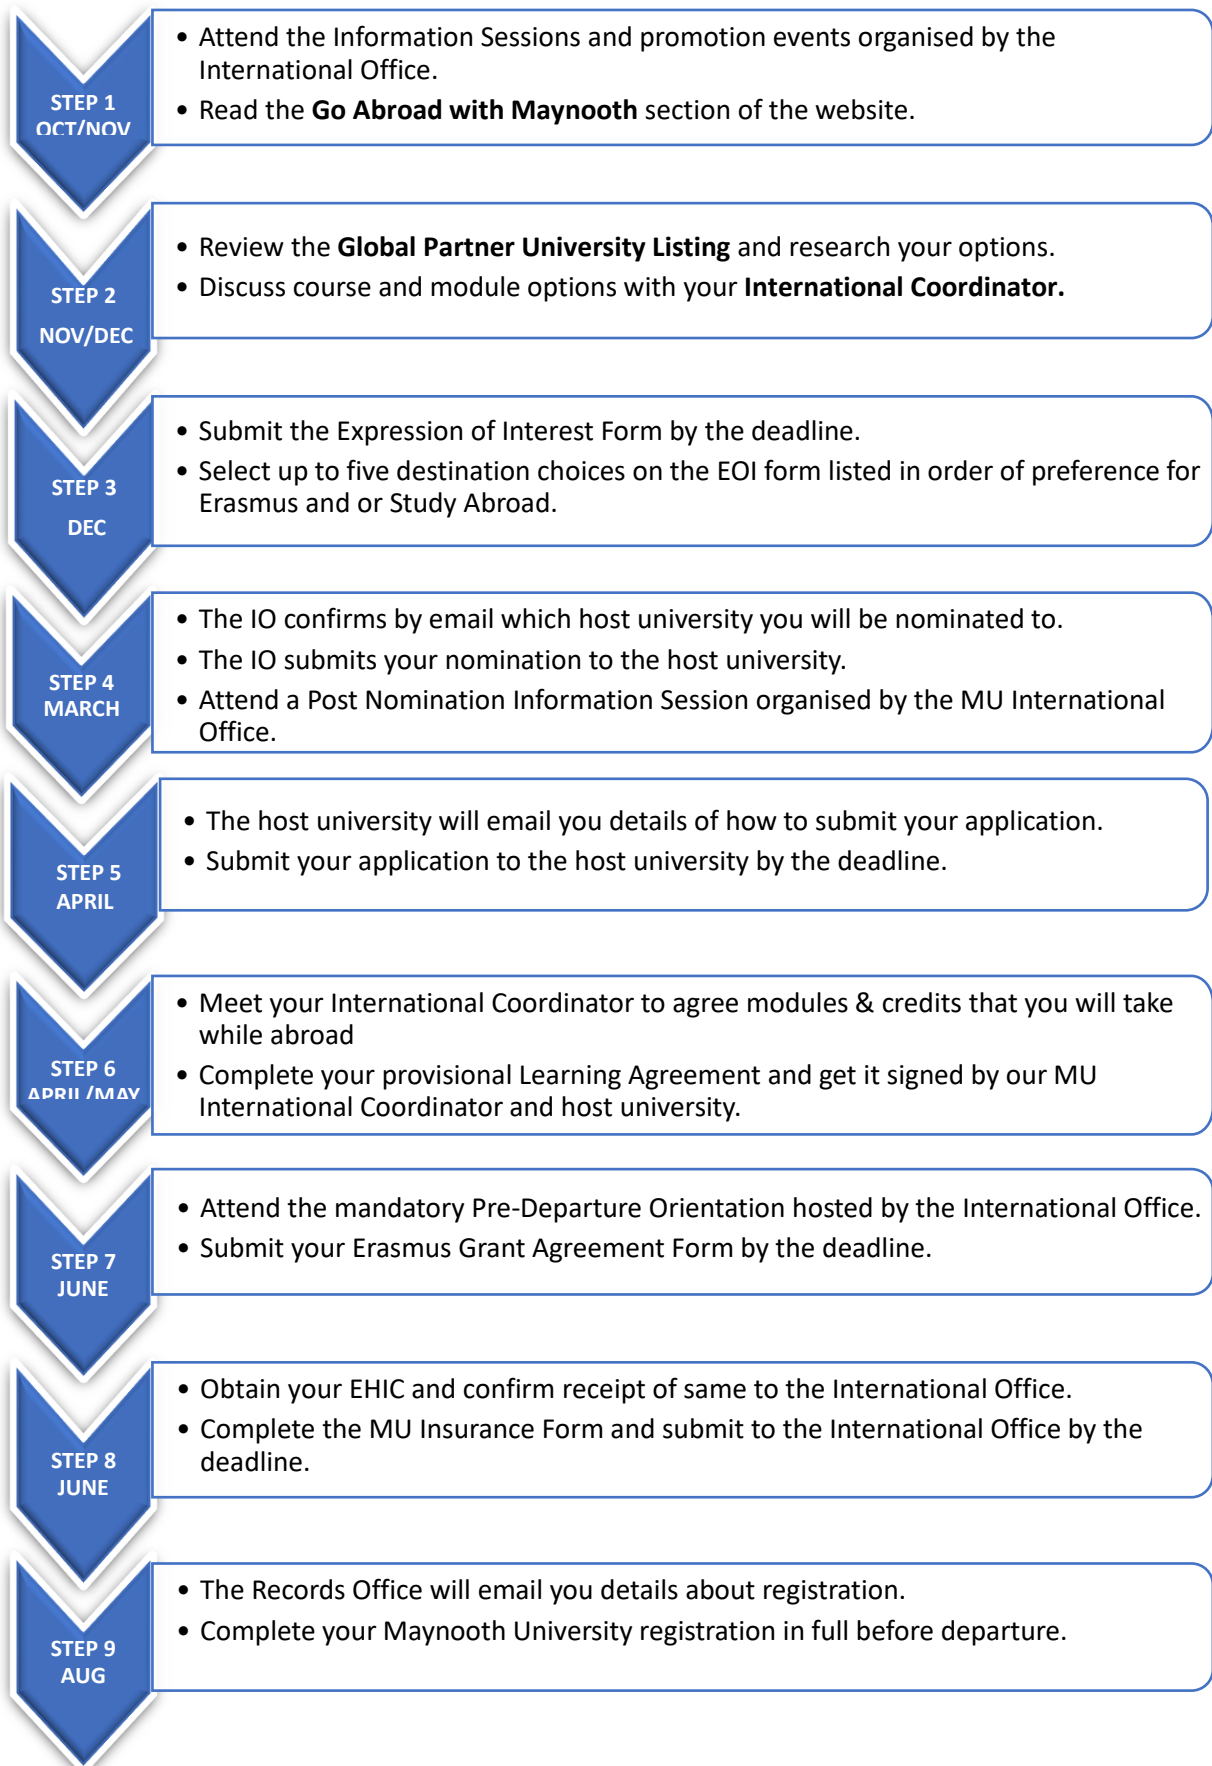 STEP 1
OCT/NOV
• Attend the Information Sessions and promotion events organised by the
International Office.
• Read the Go Abroad with Maynooth section of the website.
STEP 2
NOV/DEC
• Review the Global Partner University Listing and research your options.
• Discuss course and module options with your International Coordinator.
STEP 3
DEC
• Submit the Expression of Interest Form by the deadline.
• Select up to five destination choices on the EOI form listed in order of preference for
Erasmus and or Study Abroad.
STEP 4
MARCH
• The IO confirms by email which host university you will be nominated to.
• The IO submits your nomination to the host university.
• Attend a Post Nomination Information Session organised by the MU International
Office.
STEP 5
APRIL
• The host university will email you details of how to submit your application.
• Submit your application to the host university by the deadline.
STEP 6
APRIL/MAY
• Meet your International Coordinator to agree modules & credits that you will take
while abroad
• Complete your provisional Learning Agreement and get it signed by our MU
International Coordinator and host university.
STEP 7
JUNE
• Attend the mandatory Pre-Departure Orientation hosted by the International Office.
• Submit your Erasmus Grant Agreement Form by the deadline.
STEP 8
JUNE
• Obtain your EHIC and confirm receipt of same to the International Office.
• Complete the MU Insurance Form and submit to the International Office by the
deadline.
STEP 9
AUG
• The Records Office will email you details about registration.
• Complete your Maynooth University registration in full before departure.